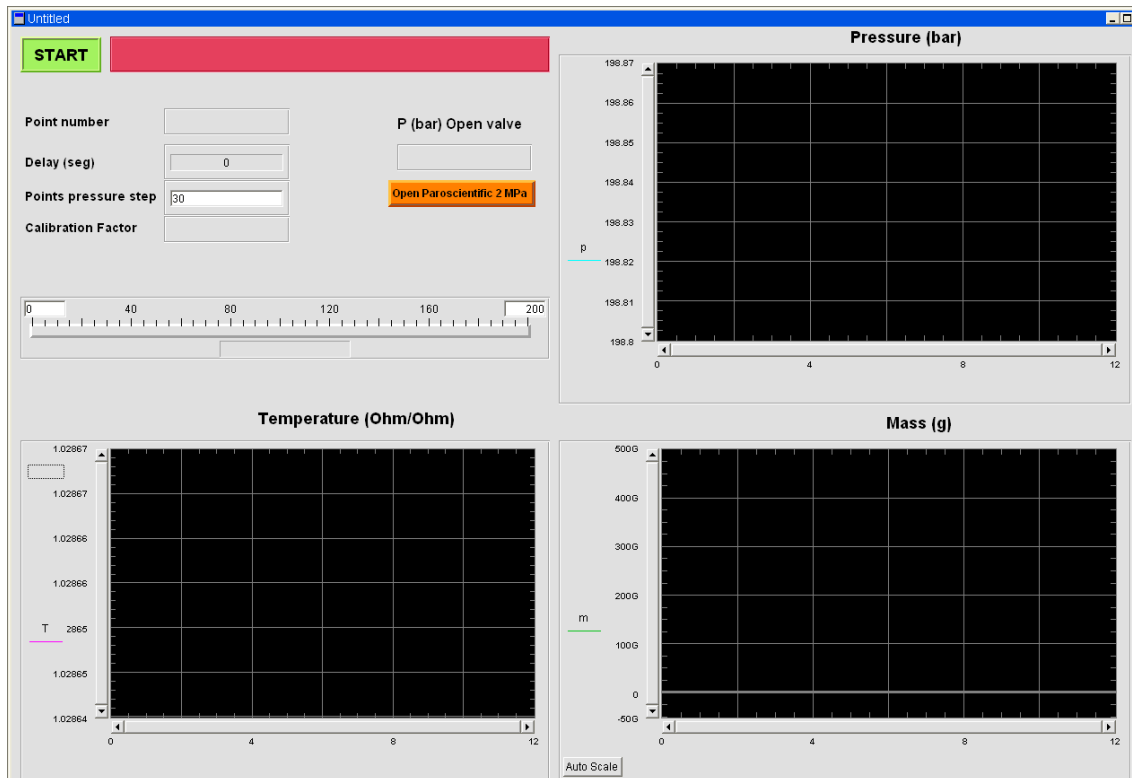 Untitled
START
Point number
Delay (seg)
0
Points pressure step
30
Calibration Factor
P (bar) Open valve
Open Paroscientific 2 MPa
0
40
80
120
160
200
Pressure (bar)
198.87
198.86
198.85
198.84
198.83
198.82
198.81
198.8
p
0
4
8
12
Temperature (Ohm/Ohm)
1.02867
1.02867
1.02866
1.02866
T 2865
1.02865
1.02864
0
4
8
12
Mass (g)
500G
400G
300G
200G
100G
0
-50G
m
0
4
8
12
Auto Scale